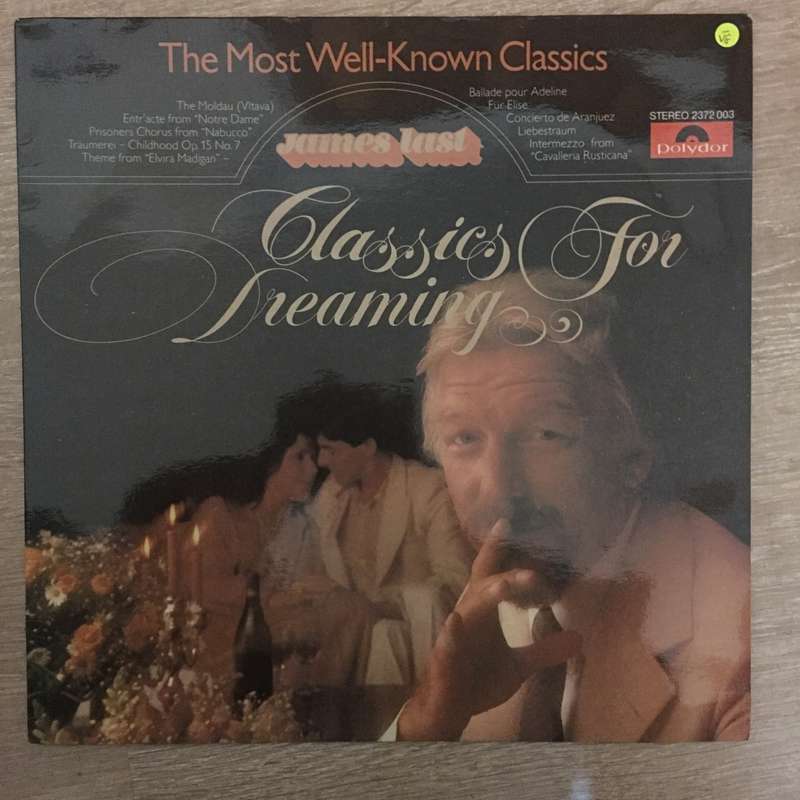 The Most Well-Known Classics
The Moldau (Vltava)
Entr'acte from "Notre Dame"
Prisoners Chorus from "Nabucco"
Träumerei – Childhood Op. 15 No. 7
Theme from "Elvira Madigan" –
Ballade pour Adeline
Für Elise
Concierto de Aranjuez
Liebestraum
Intermezzo from
"Cavalleria Rusticana"
STEREO 2372 003
Polydor
james last
Classics For
Dreaming